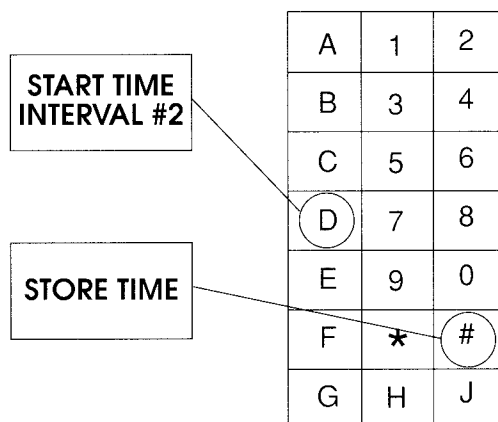 START TIME
INTERVAL #2
STORE TIME
A 1 2
B 3 4
C 5 6
D 7 8
E 9 0
F * #
G H J